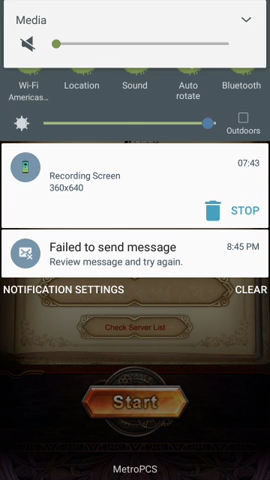 Media
Wi-Fi
Location
Sound
Auto
rotate
Bluetooth
Americas...
Outdoors
07:43
Recording Screen
360x640
STOP
Failed to send message
8:45 PM
Review message and try again.
NOTIFICATION SETTINGS
CLEAR
Check Server List
Start
MetroPCS